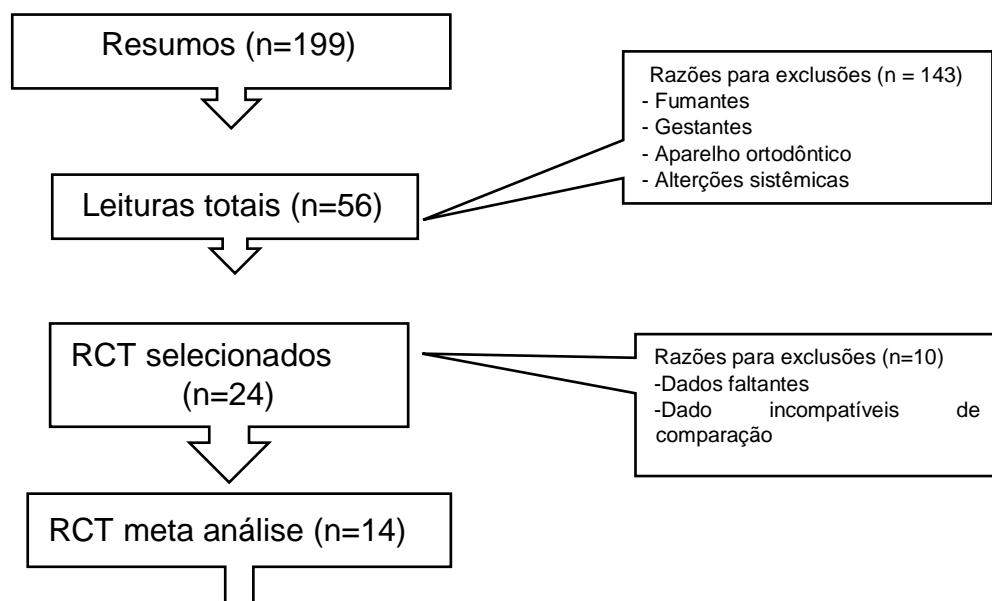 Resumos (n=199)
Razões para exclusões (n = 143)
- Fumantes
- Gestantes
- Aparelho ortodôntico
- Alterções sistêmicas
Leituras totais (n=56)
RCT selecionados
(n=24)
Razões para exclusões (n=10)
-Dados faltantes
-Dado incompatíveis de
comparação
RCT meta análise (n=14)